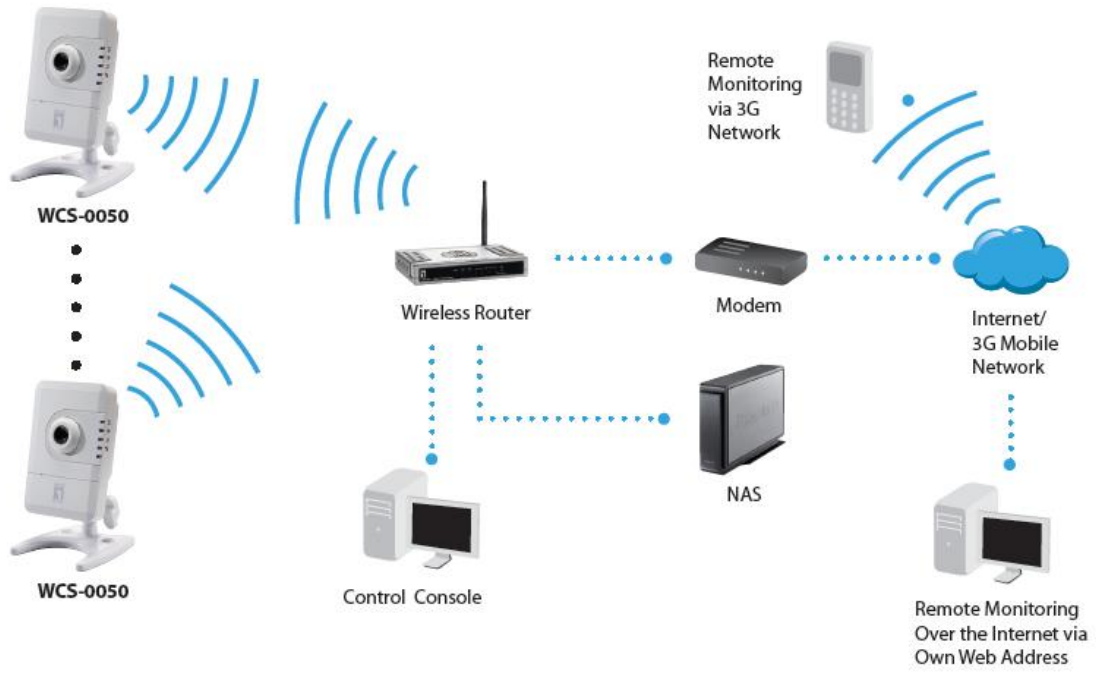 WCS-0050
Remote
Monitoring
via 3G
Network
Wireless Router
Modem
Internet/
3G Mobile
Network
WCS-0050
Control Console
NAS
Remote Monitoring
Over the Internet via
Own Web Address